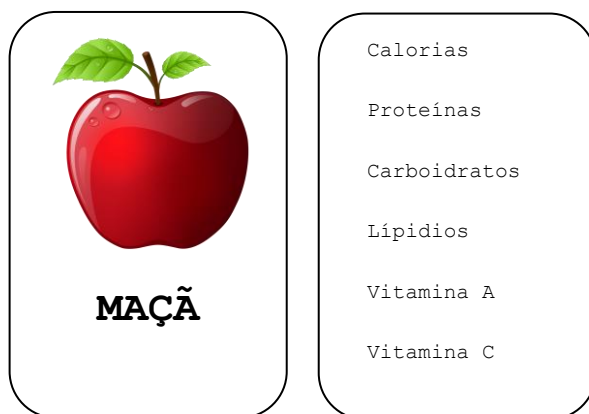 MAÇÃ
Calorias
Proteínas
Carboidratos
Lípidios
Vitamina A
Vitamina C